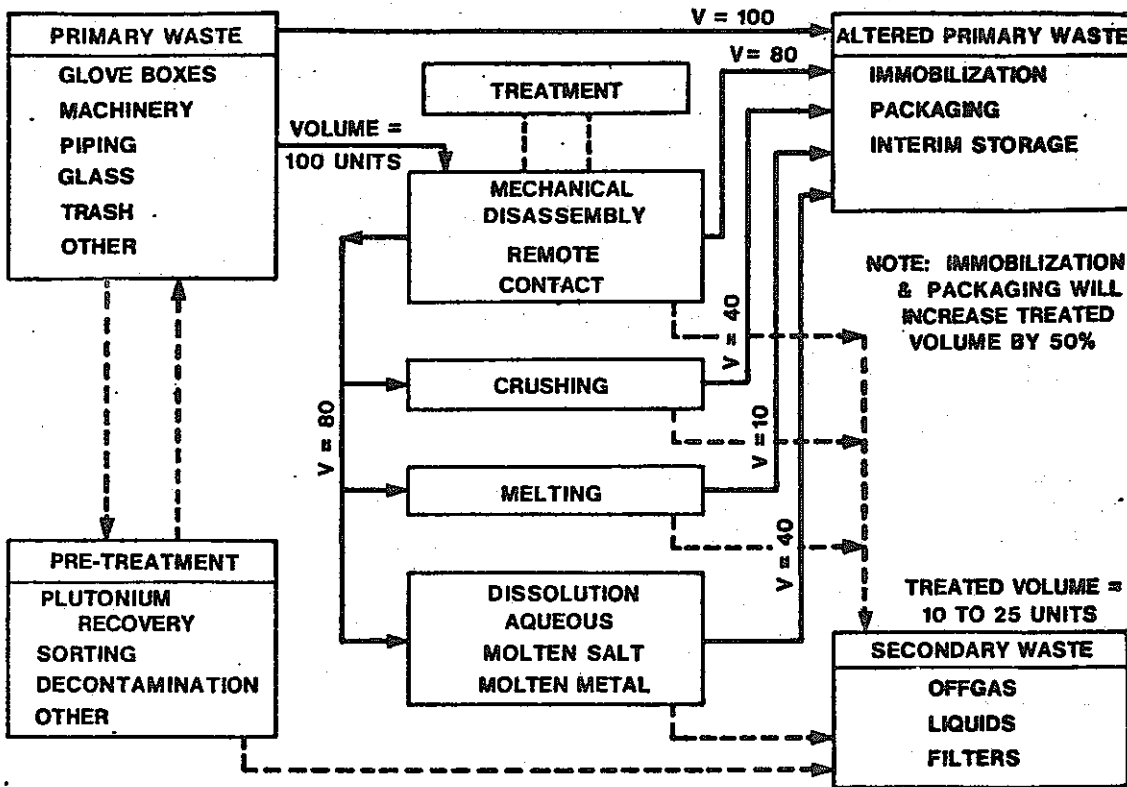 PRIMARY WASTE
GLOVE BOXES
MACHINERY
PIPING
GLASS
TRASH
OTHER
V = 100
VOLUME =
100 UNITS
TREATMENT
MECHANICAL
DISASSEMBLY
REMOTE
CONTACT
V = 80
ALTERED PRIMARY WASTE
IMMOBILIZATION
PACKAGING
INTERIM STORAGE
NOTE: IMMOBILIZATION
& PACKAGING WILL
INCREASE TREATED
VOLUME BY 50%
V = 80
CRUSHING
V = 40
MELTING
V = 10
DISSOLUTION
AQUEOUS
MOLTEN SALT
MOLTEN METAL
V = 40
PRE-TREATMENT
PLUTONIUM
RECOVERY
SORTING
DECONTAMINATION
OTHER
TREATED VOLUME =
10 TO 25 UNITS
SECONDARY WASTE
OFFGAS
LIQUIDS
FILTERS